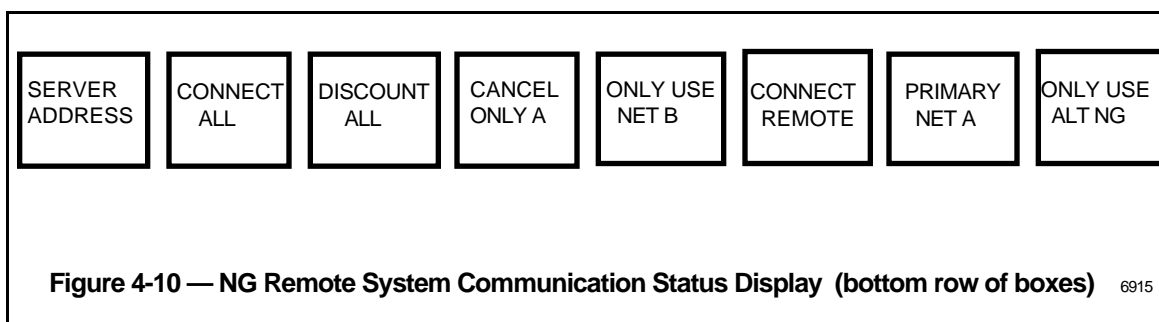 SERVER
ADDRESS
CONNECT
ALL
DISCOUNT
ALL
CANCEL
ONLY A
ONLY USE
NET B
CONNECT
REMOTE
PRIMARY
NET A
ONLY USE
ALT NG
Figure 4-10 — NG Remote System Communication Status Display (bottom row of boxes) 6915